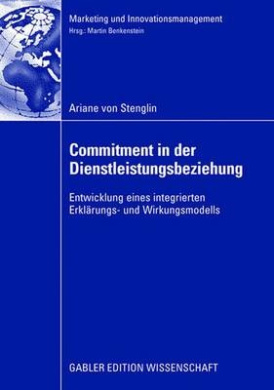 Marketing und Innovationsmanagement
Hrsg.: Martin Benkenstein
Ariane von Stenglin
Commitment in der
Dienstleistungsbeziehung
Entwicklung eines integrierten
Erklärungs- und Wirkungsmodells
GABLER EDITION WISSENSCHAFT